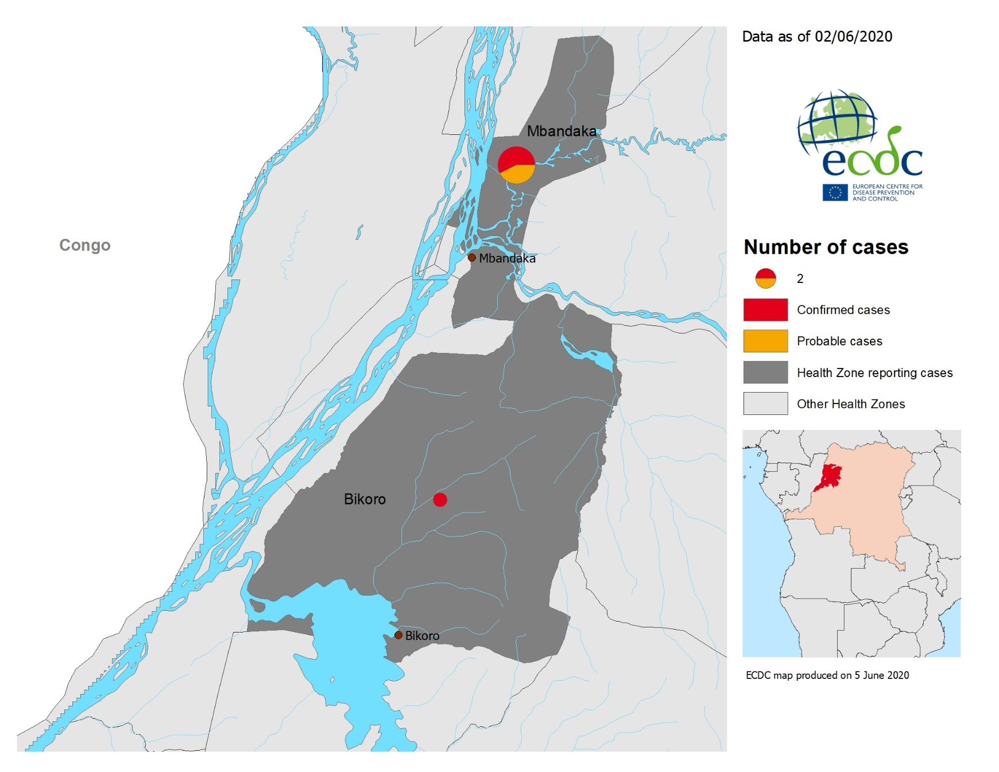 Data as of 02/06/2020
ecdc
EUROPEAN CENTRE FOR
DISEASE PREVENTION
AND CONTROL
Mbandaka
Congo
Mbandaka
Bikoro
Bikoro
Number of cases
2
Confirmed cases
Probable cases
Health Zone reporting cases
Other Health Zones
ECDC map produced on 5 June 2020